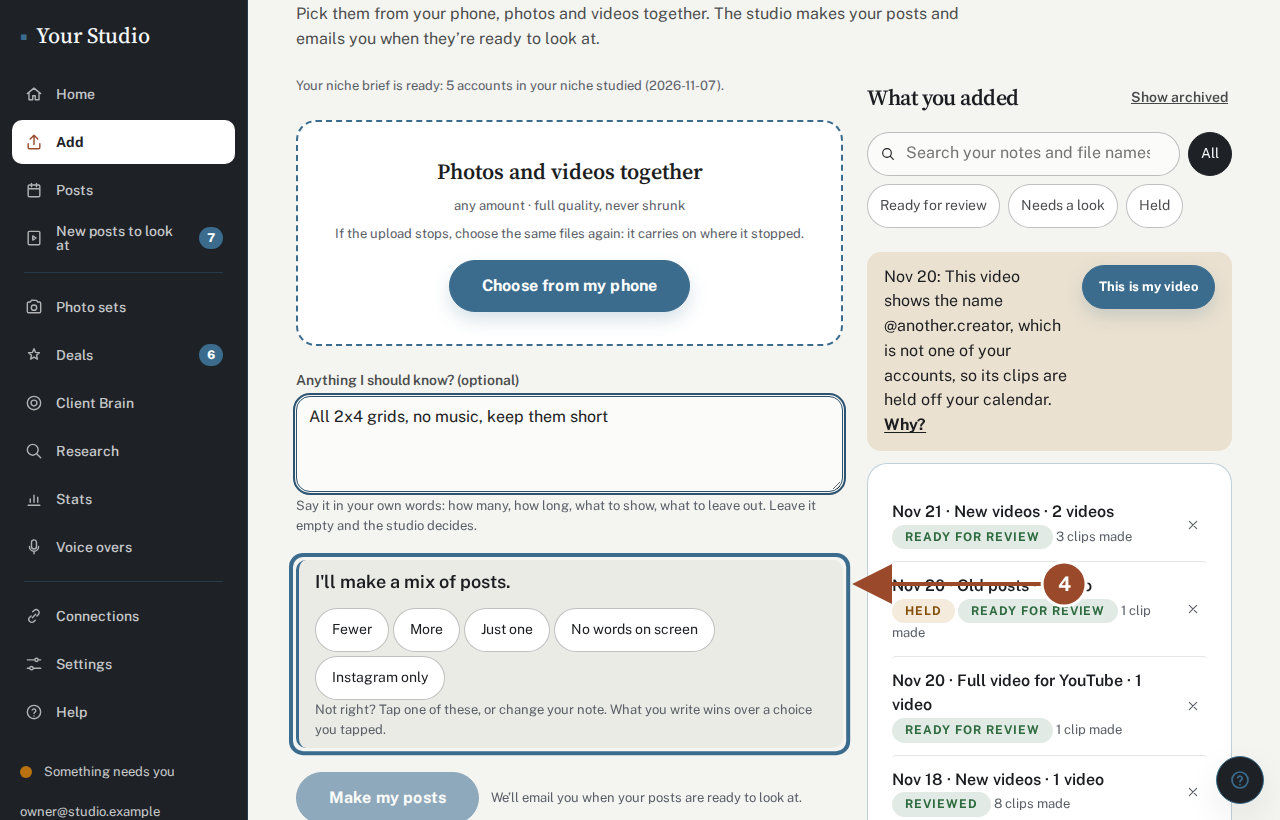 Your Studio
Home
Add
Posts
New posts to look
at
7
Photo sets
Deals
6
Client Brain
Research
Stats
Voice overs
Connections
Settings
Help
Something needs you
owner@studio.example
Pick them from your phone, photos and videos together. The studio makes your posts and
emails you when they’re ready to look at.
Your niche brief is ready: 5 accounts in your niche studied (2026-11-07).
Photos and videos together
any amount · full quality, never shrunk
If the upload stops, choose the same files again: it carries on where it stopped.
Choose from my phone
Anything I should know? (optional)
All 2x4 grids, no music, keep them short
Say it in your own words: how many, how long, what to show, what to leave out. Leave it
empty and the studio decides.
I'll make a mix of posts.
Fewer
More
Just one
No words on screen
Instagram only
Not right? Tap one of these, or change your note. What you write wins over a choice
you tapped.
Make my posts
We'll email you when your posts are ready to look at.
What you added
Show archived
Search your notes and file names
All
Ready for review
Needs a look
Held
Nov 20: This video
shows the name
@another.creator, which
is not one of your
accounts, so its clips are
held off your calendar.
Why?
This is my video
Nov 21 · New videos · 2 videos
READY FOR REVIEW 3 clips made
4
Nov 20 · Old posts
HELD READY FOR REVIEW 1 clip
made
Nov 20 · Full video for YouTube · 1
video
READY FOR REVIEW 1 clip made
Nov 18 · New videos · 1 video
REVIEWED 8 clips made